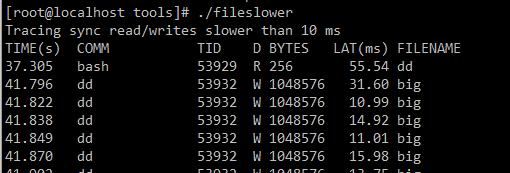 [root@localhost tools]# ./fileslower
Tracing sync read/writes slower than 10 ms
TIME(s) COMM TID D BYTES LAT(ms) FILENAME
37.305 bash 53929 R 256 55.54 dd
41.796 dd 53932 W 1048576 31.60 big
41.822 dd 53932 W 1048576 10.99 big
41.838 dd 53932 W 1048576 14.92 big
41.849 dd 53932 W 1048576 11.01 big
41.870 dd 53932 W 1048576 15.98 big